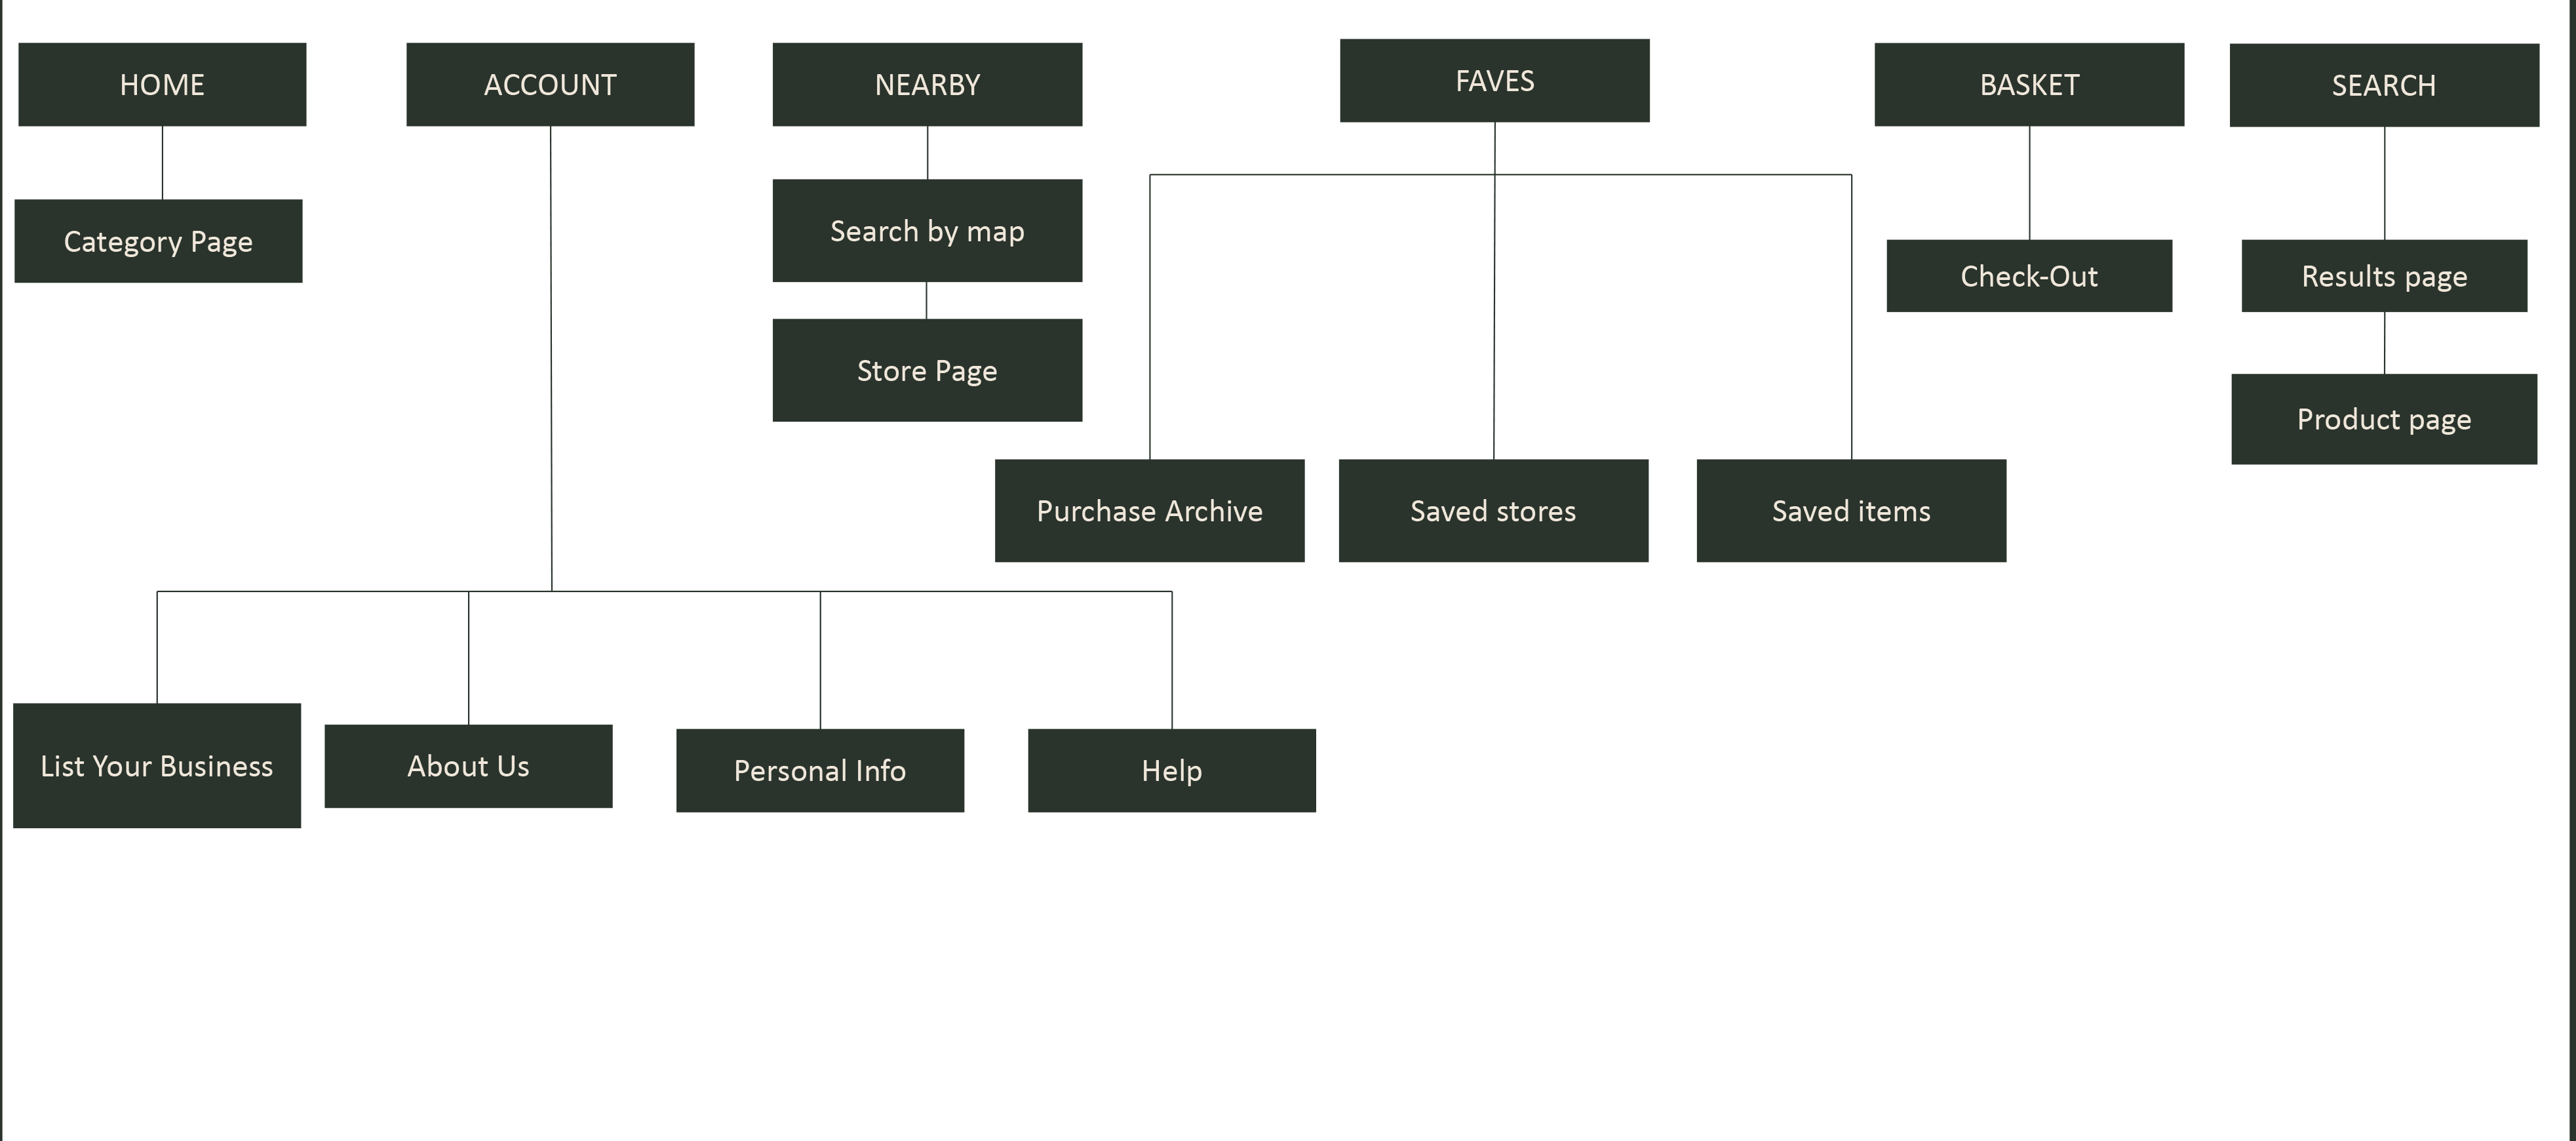 HOME
ACCOUNT
NEARBY
FAVES
BASKET
SEARCH
Category Page
Search by map
Check-Out
Results page
Store Page
Product page
Purchase Archive
Saved stores
Saved items
List Your Business
About Us
Personal Info
Help